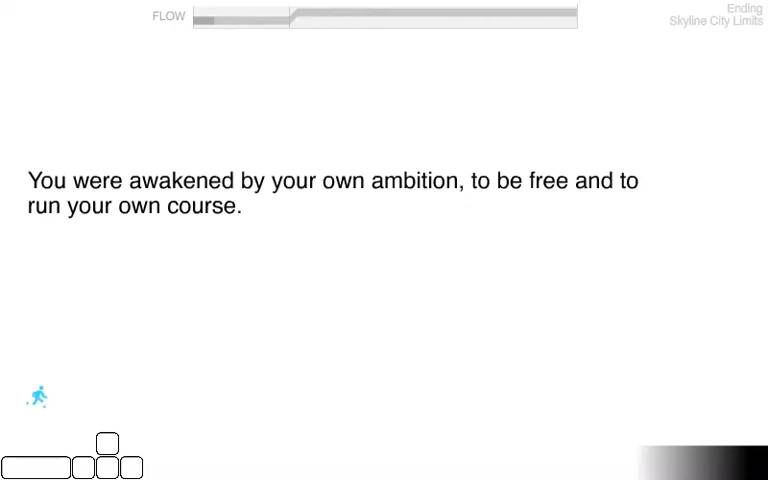 FLOW
Ending
Skyline City Limits
You were awakened by your own ambition, to be free and to
run your own course.